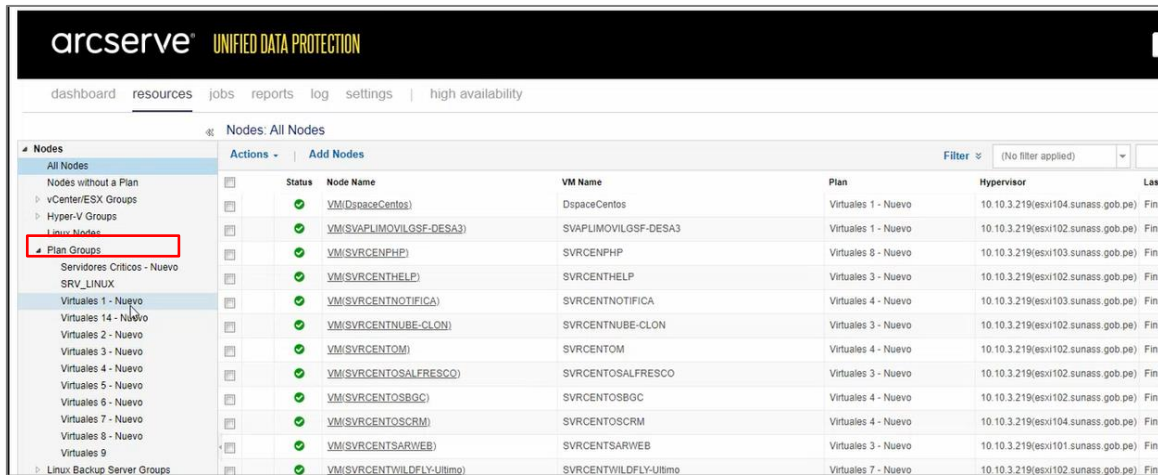 arcserve® UNIFIED DATA PROTECTION
dashboard resources jobs reports log settings | high availability
Nodes: All Nodes
Nodes
All Nodes
Nodes without a Plan
vCenter/ESX Groups
Hyper-V Groups
Linux Nodes
Plan Groups
Servidores Criticos - Nuevo
SRV_LINUX
Virtuales 1 - Nuevo
Virtuales 14 - Nuevo
Virtuales 2 - Nuevo
Virtuales 3 - Nuevo
Virtuales 4 - Nuevo
Virtuales 5 - Nuevo
Virtuales 6 - Nuevo
Virtuales 7 - Nuevo
Virtuales 8 - Nuevo
Virtuales 9
Linux Backup Server Groups
Actions | Add Nodes Filter (No filter applied)
Status Node Name VM Name Plan Hypervisor Las
VM(DspaceCentos) DspaceCentos Virtuales 1 - Nuevo 10.10.3.219(esxi104.sunass.gob.pe) Fin
VM(SVAPLIMOVILGSF-DESA3) SVAPLIMOVILGSF-DESA3 Virtuales 1 - Nuevo 10.10.3.219(esxi102.sunass.gob.pe) Fin
VM(SVRCENPHP) SVRCENPHP Virtuales 8 - Nuevo 10.10.3.219(esxi103.sunass.gob.pe) Fin
VM(SVRCENTHELP) SVRCENTHELP Virtuales 3 - Nuevo 10.10.3.219(esxi102.sunass.gob.pe) Fin
VM(SVRCENTNOTIFICA) SVRCENTNOTIFICA Virtuales 4 - Nuevo 10.10.3.219(esxi103.sunass.gob.pe) Fin
VM(SVRCENTNUBE-CLON) SVRCENTNUBE-CLON Virtuales 3 - Nuevo 10.10.3.219(esxi102.sunass.gob.pe) Fin
VM(SVRCENTOM) SVRCENTOM Virtuales 4 - Nuevo 10.10.3.219(esxi102.sunass.gob.pe) Fin
VM(SVRCENTOSALFRESCO) SVRCENTOSALFRESCO Virtuales 3 - Nuevo 10.10.3.219(esxi102.sunass.gob.pe) Fin
VM(SVRCENTOSBGC) SVRCENTOSBGC Virtuales 4 - Nuevo 10.10.3.219(esxi102.sunass.gob.pe) Fin
VM(SVRCENTOSCRM) SVRCENTOSCRM Virtuales 4 - Nuevo 10.10.3.219(esxi104.sunass.gob.pe) Fin
VM(SVRCENTSARWEB) SVRCENTSARWEB Virtuales 3 - Nuevo 10.10.3.219(esxi101.sunass.gob.pe) Fin
VM(SVRCENTWILDFLY-Ultimo) SVRCENTWILDFLY-Ultimo Virtuales 7 - Nuevo 10.10.3.219(esxi102.sunass.gob.pe) Fin